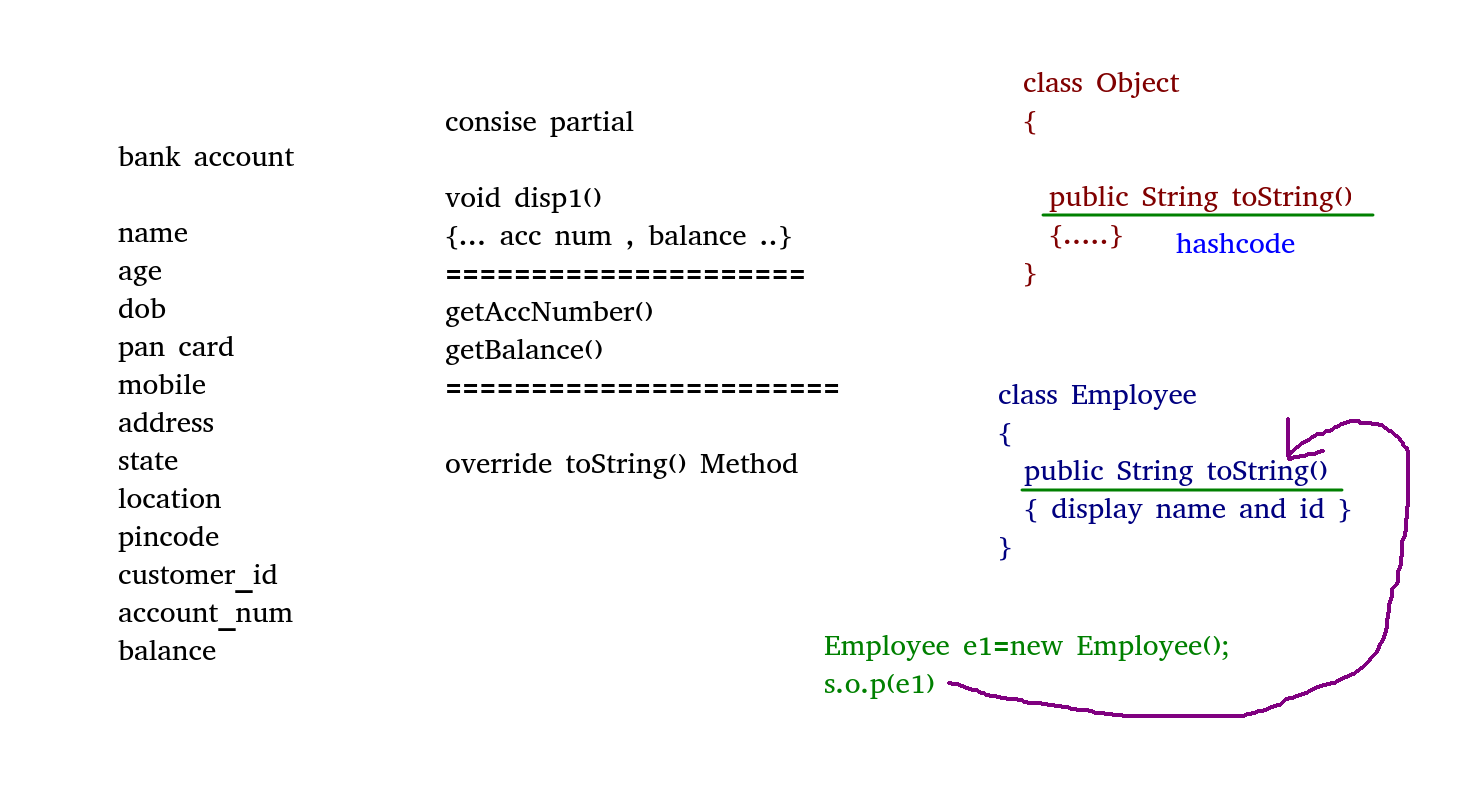 bank account
name
age
dob
pan card
mobile
address
state
location
pincode
customer_id
account_num
balance
consise partial
void disp1()
{... acc num , balance ..}
=====================
getAccNumber()
getBalance()
=======================
override toString() Method
class Object
{
public String toString()
{.....}
hashcode
}
class Employee
{
public String toString()
{ display name and id }
}
Employee e1=new Employee();
s.o.p(e1)